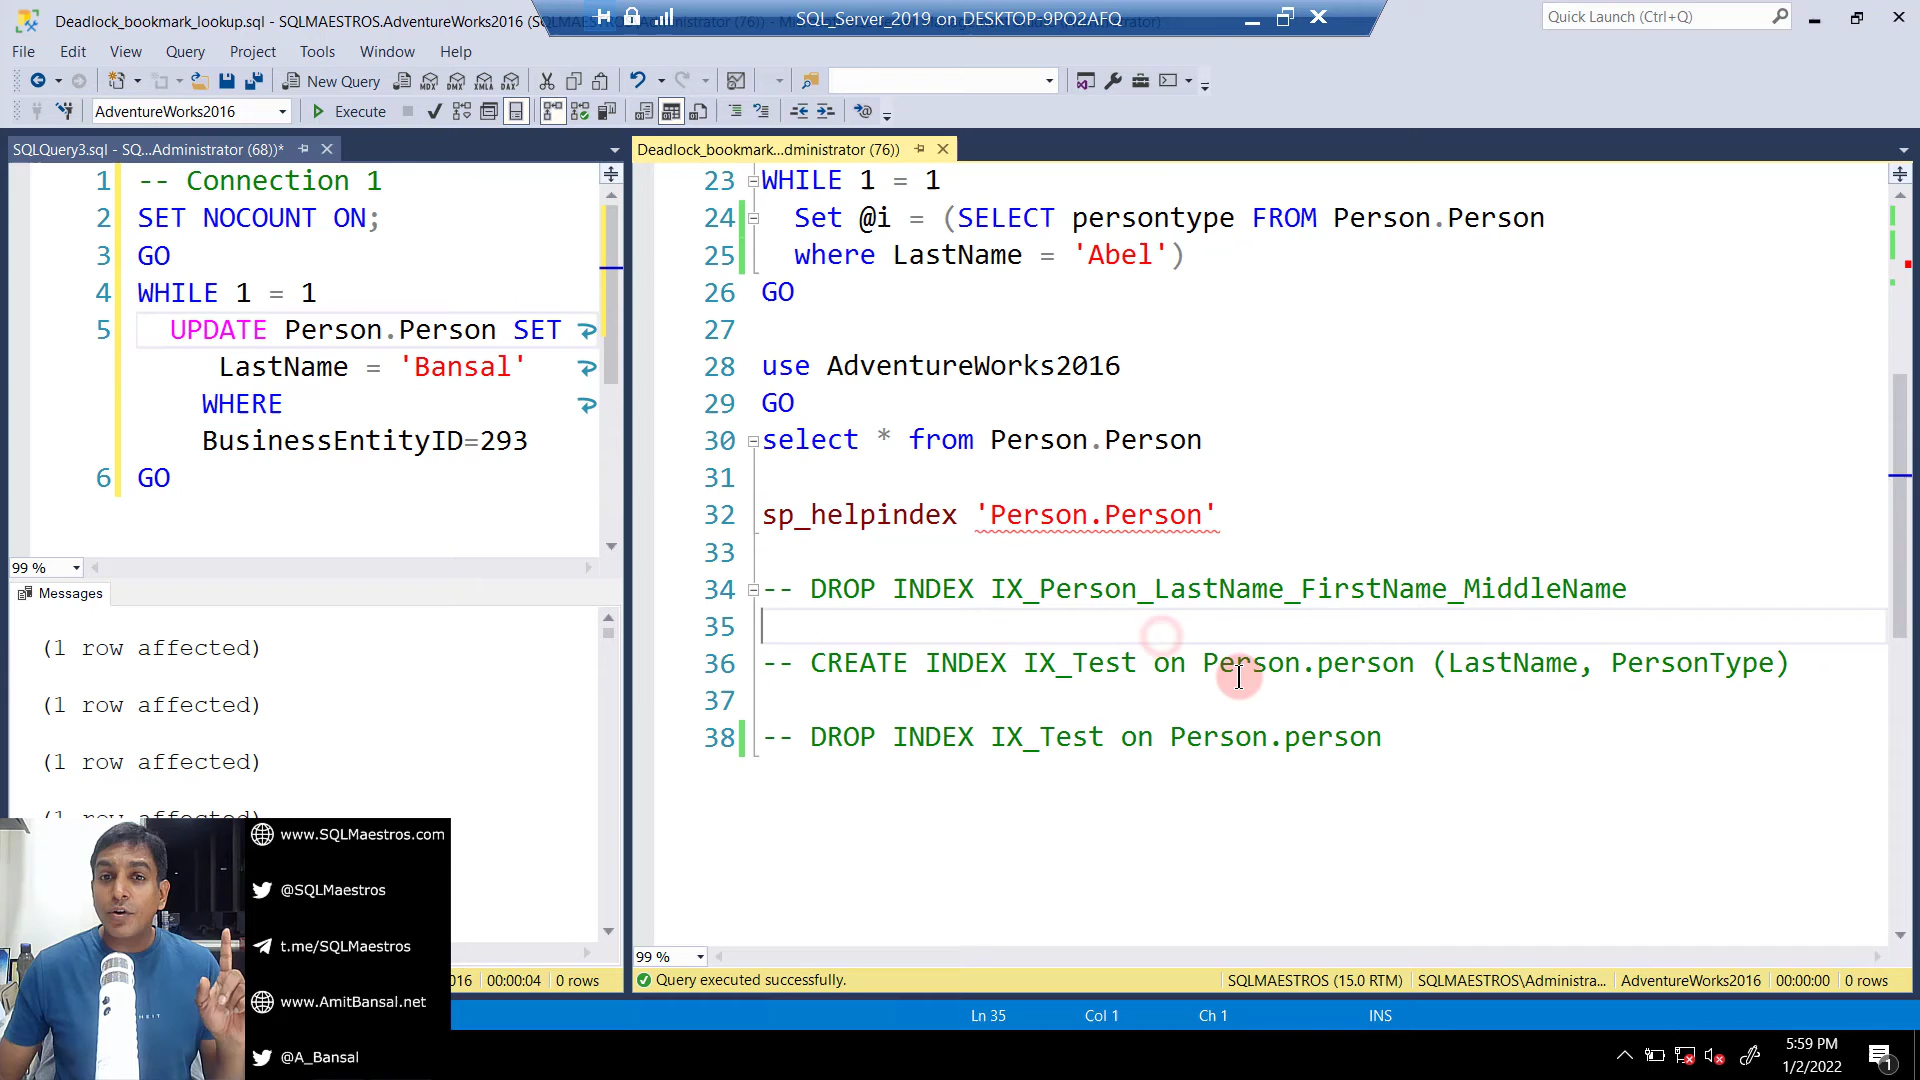 Deadlock_bookmark_lookup.sql - SQLMAESTROS.AdventureWorks2016 (SQLMAESTROS\Administrator (76))
SQL_Server_2019 on DESKTOP-9PO2AFQ
Quick Launch (Ctrl+Q)
File Edit View Query Project Tools Window Help
New Query
AdventureWorks2016
Execute
SQLQuery3.sql - SQ...Administrator (68))*
1 -- Connection 1
2 SET NOCOUNT ON;
3 GO
4 WHILE 1 = 1
5 UPDATE Person.Person SET
LastName = 'Bansal'
WHERE
BusinessEntityID=293
6 GO
99 %
Messages
(1 row affected)
(1 row affected)
(1 row affected)
(1 row affected)
Deadlock_bookmark...dministrator (76))
23 WHILE 1 = 1
24 Set @i = (SELECT persontype FROM Person.Person
25 where LastName = 'Abel')
26 GO
27
28 use AdventureWorks2016
29 GO
30 select * from Person.Person
31
32 sp_helpindex 'Person.Person'
33
34 -- DROP INDEX IX_Person_LastName_FirstName_MiddleName
35
36 -- CREATE INDEX IX_Test on Person.person (LastName, PersonType)
37
38 -- DROP INDEX IX_Test on Person.person
99 %
www.SQLMaestros.com
@SQLMaestros
t.me/SQLMaestros
www.AmitBansal.net
@A_Bansal
016 00:00:04 0 rows
Query executed successfully. SQLMAESTROS (15.0 RTM) SQLMAESTROS\Administra... AdventureWorks2016 00:00:00 0 rows
Ln 35 Col 1 Ch 1 INS
5:59 PM
1/2/2022
1